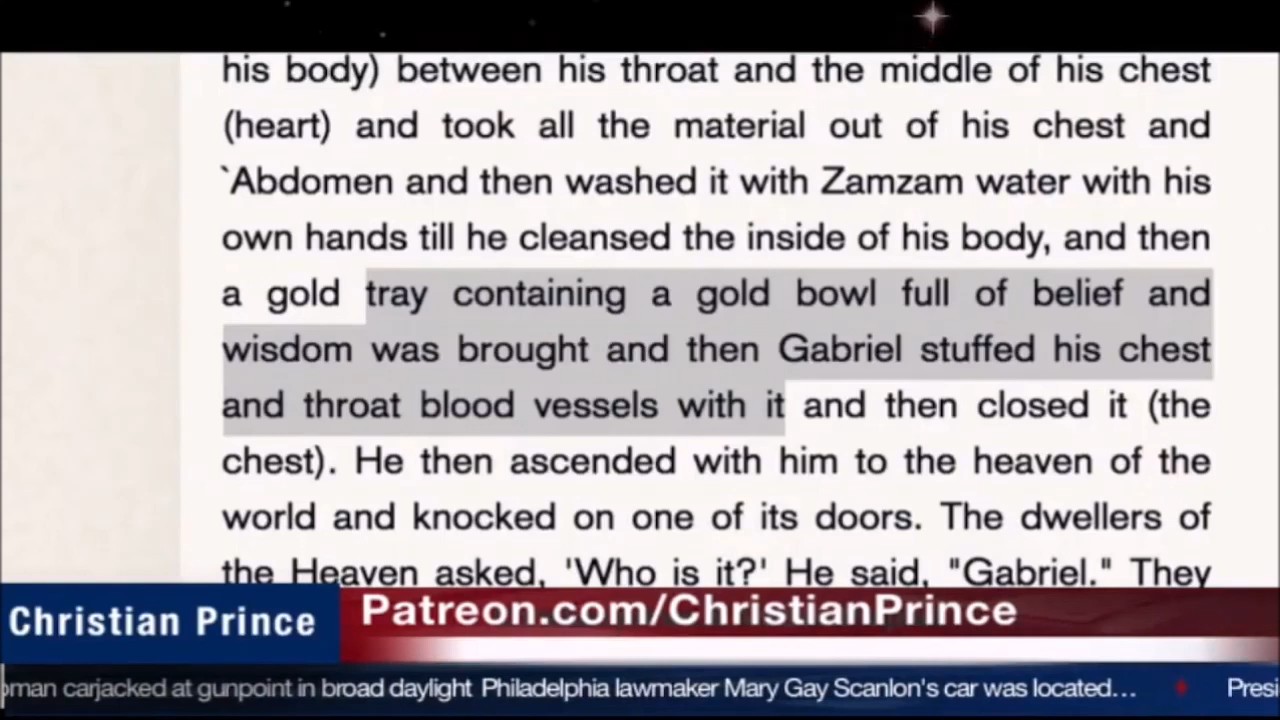 his body) between his throat and the middle of his chest
(heart) and took all the material out of his chest and
`Abdomen and then washed it with Zamzam water with his
own hands till he cleansed the inside of his body, and then
a gold tray containing a gold bowl full of belief and
wisdom was brought and then Gabriel stuffed his chest
and throat blood vessels with it and then closed it (the
chest). He then ascended with him to the heaven of the
world and knocked on one of its doors. The dwellers of
the Heaven asked, 'Who is it?' He said, "Gabriel." They
Christian Prince
Patreon.com/ChristianPrince
carjacked at gunpoint in broad daylight Philadelphia lawmaker Mary Gay Scanlon's car was located...